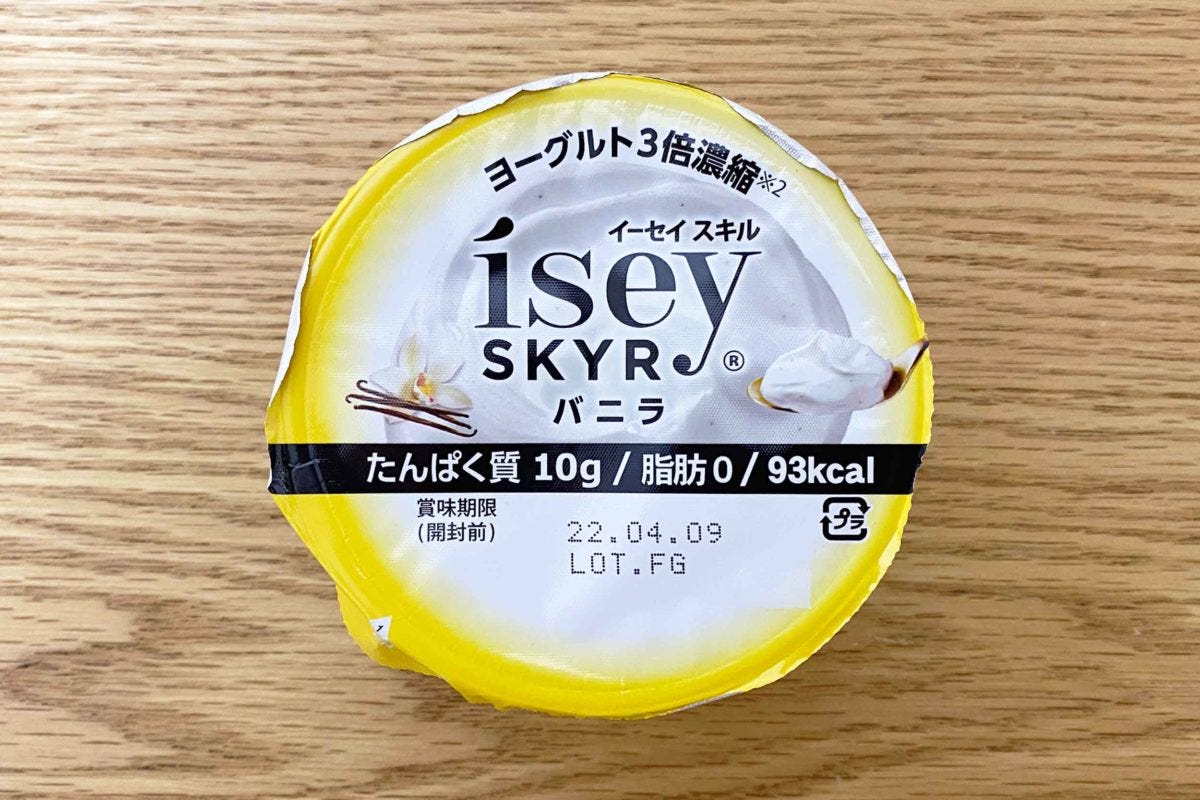 ヨーグルト3倍濃縮※2
イーセイ スキル
ísey
SKYR®
バニラ
たんぱく質 10g / 脂肪0 / 93kcal
賞味期限
(開封前)
22.04.09
LOT.FG
プラ